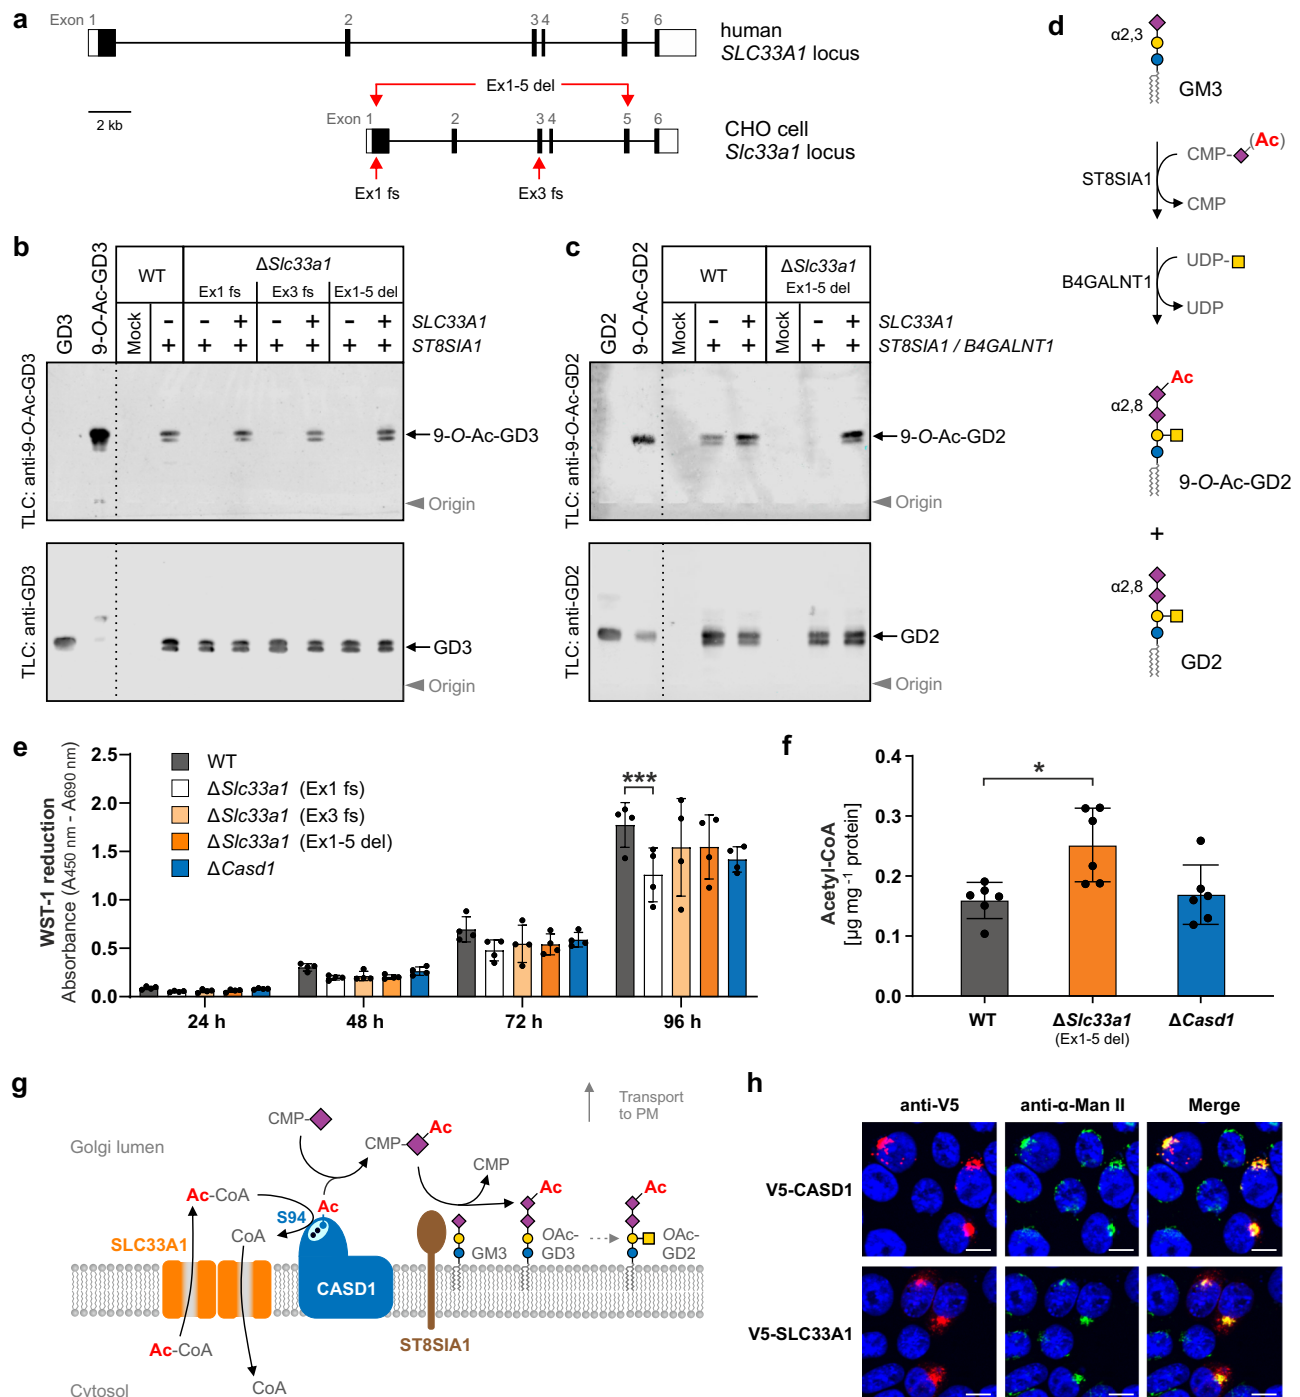 a
Exon 1 2 3 4 5 6
human
SLC33A1 locus
Ex1-5 del
2 kb
Exon 1 2 3 4 5 6
CHO cell
Slc33a1 locus
Ex1 fs Ex3 fs
b
GD3
9-O-Ac-GD3
WT
ΔSlc33a1
Ex1 fs Ex3 fs Ex1-5 del
Mock
– – + – + – + SLC33A1
+ + + + + + + ST8SIA1
TLC: anti-9-O-Ac-GD3
9-O-Ac-GD3
Origin
TLC: anti-GD3
GD3
Origin
c
GD2
9-O-Ac-GD2
WT
ΔSlc33a1
Ex1-5 del
Mock
Mock
– + – + SLC33A1
+ + + + ST8SIA1 / B4GALNT1
TLC: anti-9-O-Ac-GD2
9-O-Ac-GD2
Origin
TLC: anti-GD2
GD2
Origin
d
α2,3
GM3
ST8SIA1
CMP- (Ac)
CMP
B4GALNT1
UDP-
UDP
Ac
α2,8
9-O-Ac-GD2
+
α2,8
GD2
e
WST-1 reduction
Absorbance (A450 nm - A690 nm)
2.5
2.0
1.5
1.0
0.5
0.0
WT
ΔSlc33a1 (Ex1 fs)
ΔSlc33a1 (Ex3 fs)
ΔSlc33a1 (Ex1-5 del)
ΔCasd1
***
24 h 48 h 72 h 96 h
f
Acetyl-CoA
[µg mg-1 protein]
0.4
0.3
0.2
0.1
0.0
*
WT ΔSlc33a1 ΔCasd1
(Ex1-5 del)
g
Transport
to PM
Golgi lumen
CMP-
CMP- Ac
CMP
Ac-CoA
Ac
S94
CoA
SLC33A1
CASD1
ST8SIA1
GM3
Ac
OAc-
GD3
Ac
OAc-
GD2
Ac-CoA
CoA
Cytosol
h
anti-V5 anti-α-Man II Merge
V5-CASD1
V5-SLC33A1